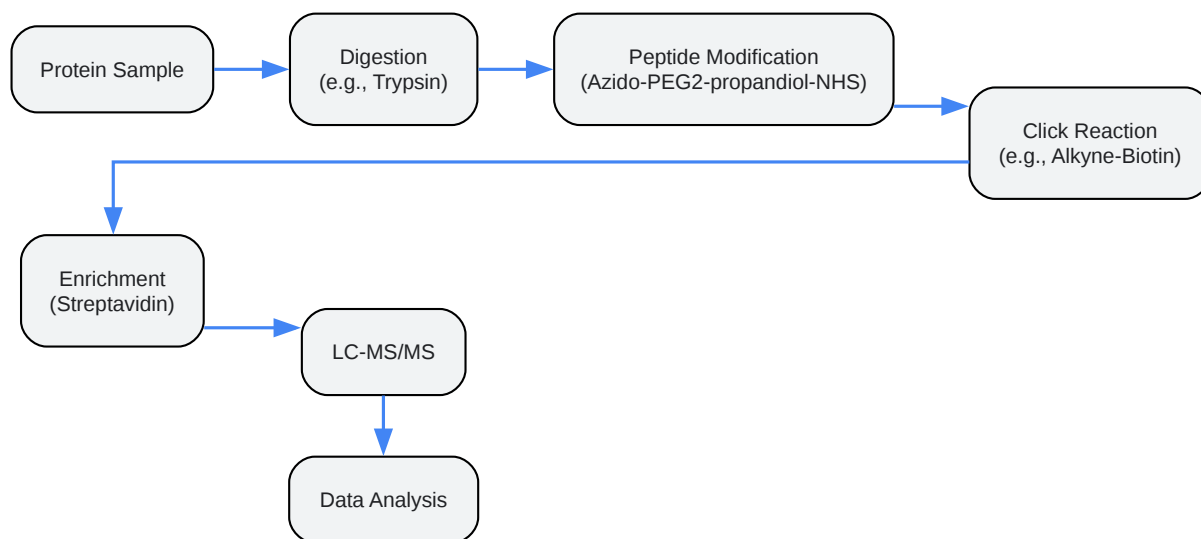 Protein Sample
Digestion
(e.g., Trypsin)
Peptide Modification
(Azido-PEG2-propandiol-NHS)
Click Reaction
(e.g., Alkyne-Biotin)
Enrichment
(Streptavidin)
LC-MS/MS
Data Analysis